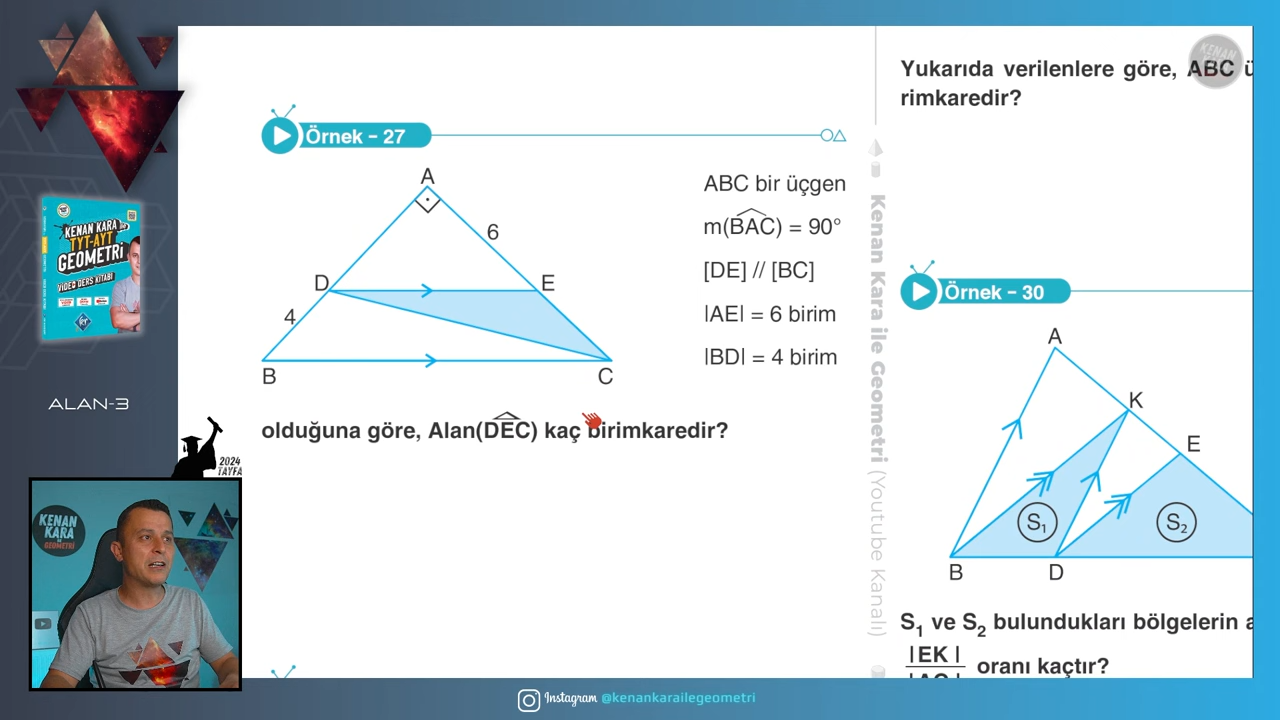 KENAN KARA
TYT-AYT
GEOMETRİ
VİDEO DERS KİTABI
ALAN-3
2024
TAYFA
KENAN
KARA
GEOMETRİ
Örnek - 27
A
6
D
E
4
B
C
ABC bir üçgen
m(BAC) = 90°
[DE] // [BC]
|AE| = 6 birim
|BD| = 4 birim
olduğuna göre, Alan(DEC) kaç birimkaredir?
Kenan Kara ile Geometri (Youtube Kanalı)
Yukarıda verilenlere göre, ABC ü
rimkaredir?
KENAN
Örnek - 30
A
K
E
S₁
S₂
B
D
S₁ ve S₂ bulundukları bölgelerin a
|EK|
oranı kaçtır?
Instagram @kenankarailegeometri